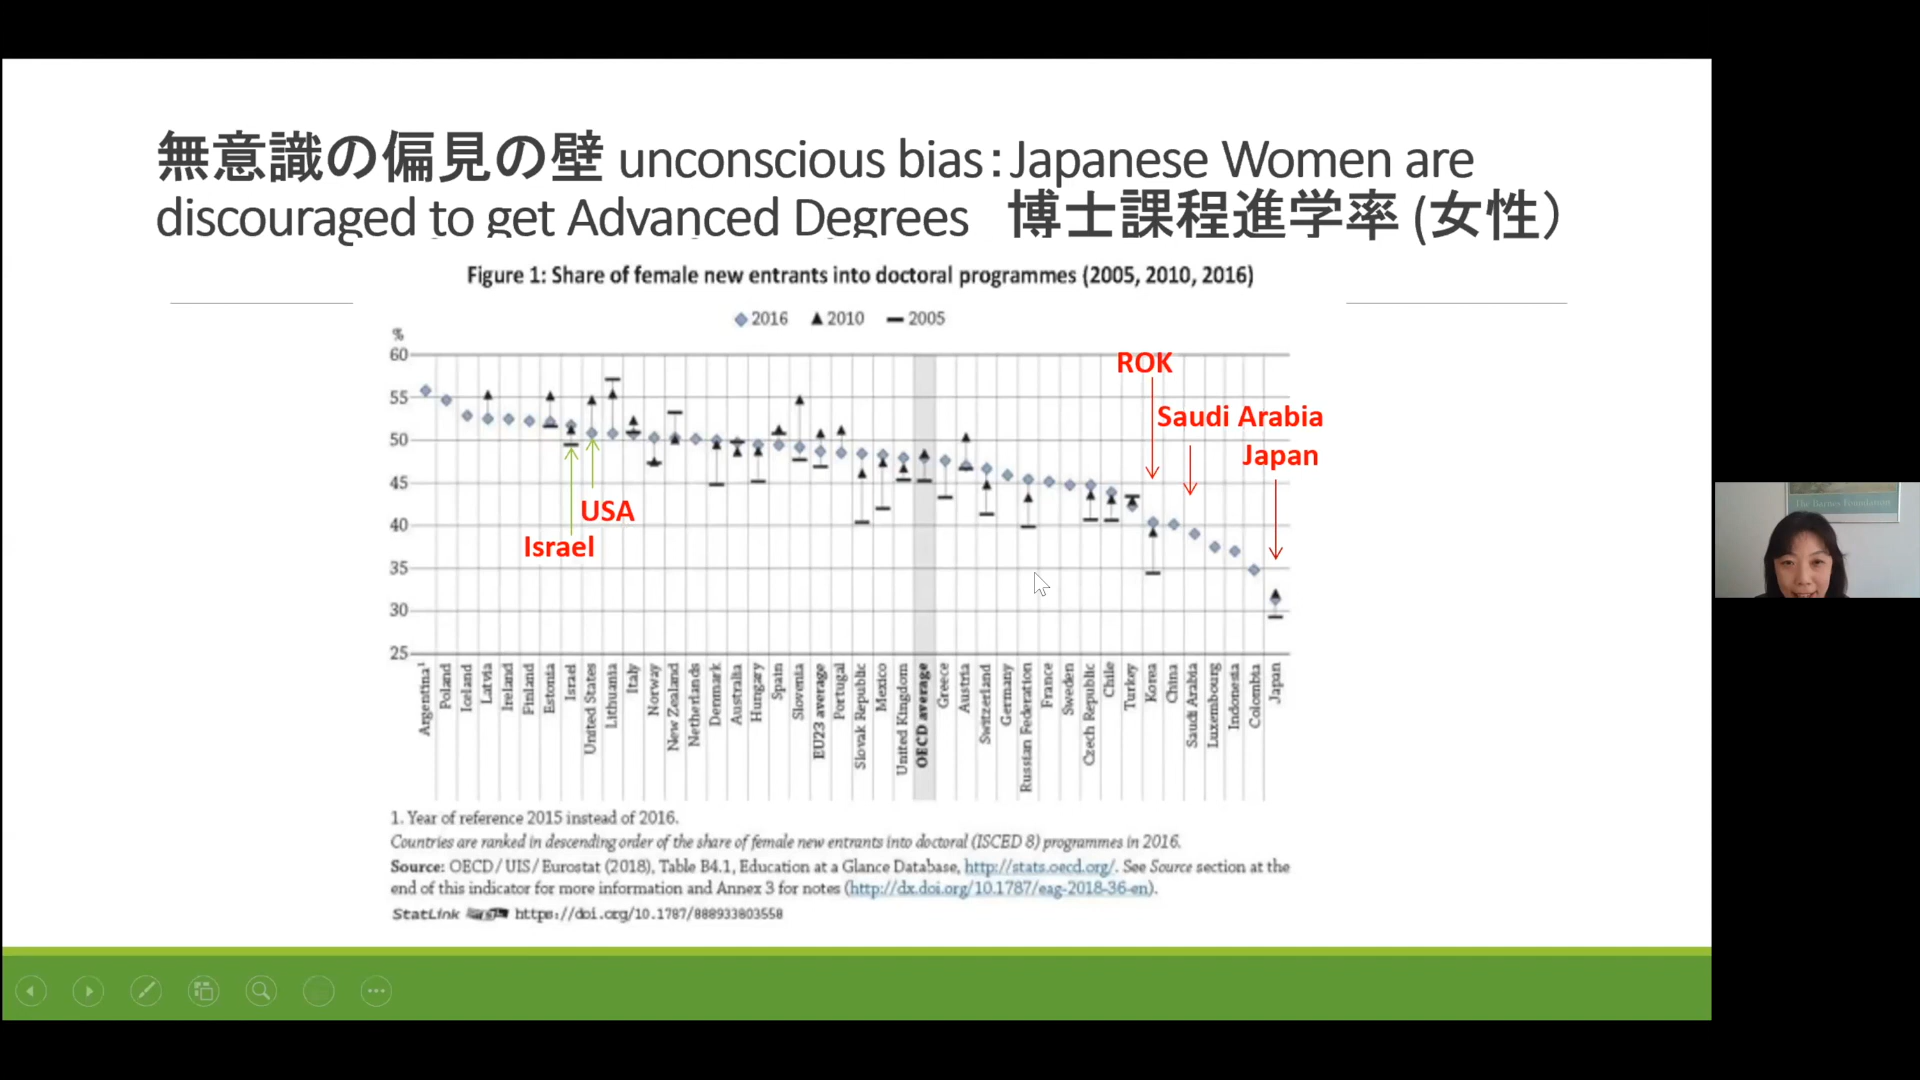 無意識の偏見の壁 unconscious bias：Japanese Women are
discouraged to get Advanced Degrees 博士課程進学率 (女性）
Figure 1: Share of female new entrants into doctoral programmes (2005, 2010, 2016)
2016 2010 2005
%
60
55
50
45
40
35
30
25
ROK
Saudi Arabia
Japan
USA
Israel
Argentina¹
Poland
Iceland
Latvia
Ireland
Finland
Estonia
Israel
United States
Lithuania
Italy
Norway
New Zealand
Netherlands
Denmark
Australia
Hungary
Spain
Slovenia
EU23 average
Portugal
Slovak Republic
Mexico
United Kingdom
OECD average
Greece
Austria
Switzerland
Germany
Russian Federation
France
Sweden
Czech Republic
Chile
Turkey
Korea
China
Saudi Arabia
Luxembourg
Indonesia
Colombia
Japan
1. Year of reference 2015 instead of 2016.
Countries are ranked in descending order of the share of female new entrants into doctoral (ISCED 8) programmes in 2016.
Source: OECD/UIS/Eurostat (2018), Table B4.1, Education at a Glance Database, http://stats.oecd.org/. See Source section at the
end of this indicator for more information and Annex 3 for notes (http://dx.doi.org/10.1787/eag-2018-36-en).
StatLink https://doi.org/10.1787/888933803558
The Barnes Foundation